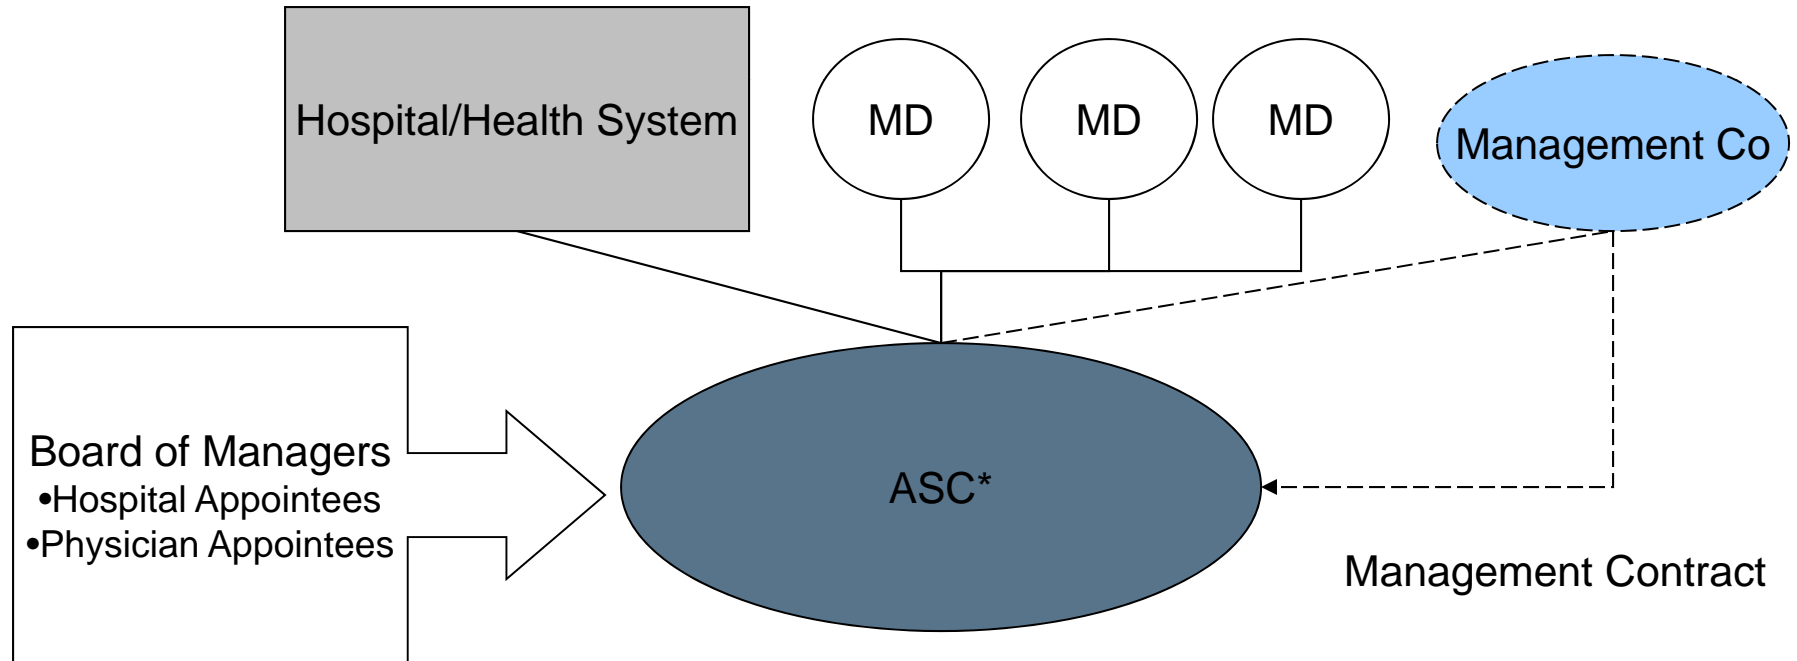 Hospital/Health System
MD
MD
MD
Management Co
Board of Managers
•Hospital Appointees
•Physician Appointees
ASC*
Management Contract